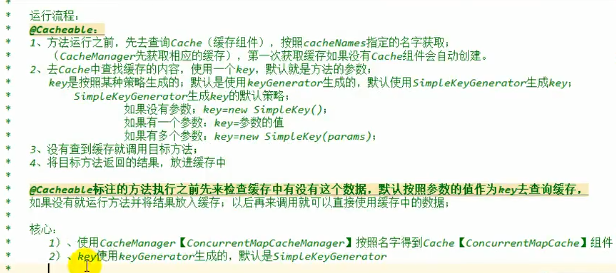 * 运行流程：
* @Cacheable：
* 1、方法运行之前，先去查询Cache（缓存组件），按照cacheNames指定的名字获取；
* （CacheManager先获取相应的缓存），第一次获取缓存如果没有Cache组件会自动创建。
* 2、去Cache中查找缓存的内容，使用一个key，默认就是方法的参数；
* key是按照某种策略生成的；默认是使用keyGenerator生成的，默认使用SimpleKeyGenerator生成key；
* SimpleKeyGenerator生成key的默认策略；
* 如果没有参数；key=new SimpleKey()；
* 如果有一个参数：key=参数的值
* 如果有多个参数：key=new SimpleKey(params)；
* 3、没有查到缓存就调用目标方法；
* 4、将目标方法返回的结果，放进缓存中
*
* @Cacheable标注的方法执行之前先来检查缓存中有没有这个数据，默认按照参数的值作为key去查询缓存，
* 如果没有就运行方法并将结果放入缓存；以后再来调用就可以直接使用缓存中的数据；
*
* 核心：
* 1）、使用CacheManager【ConcurrentMapCacheManager】按照名字得到Cache【ConcurrentMapCache】组件
* 2）、key使用keyGenerator生成的，默认是SimpleKeyGenerator
*